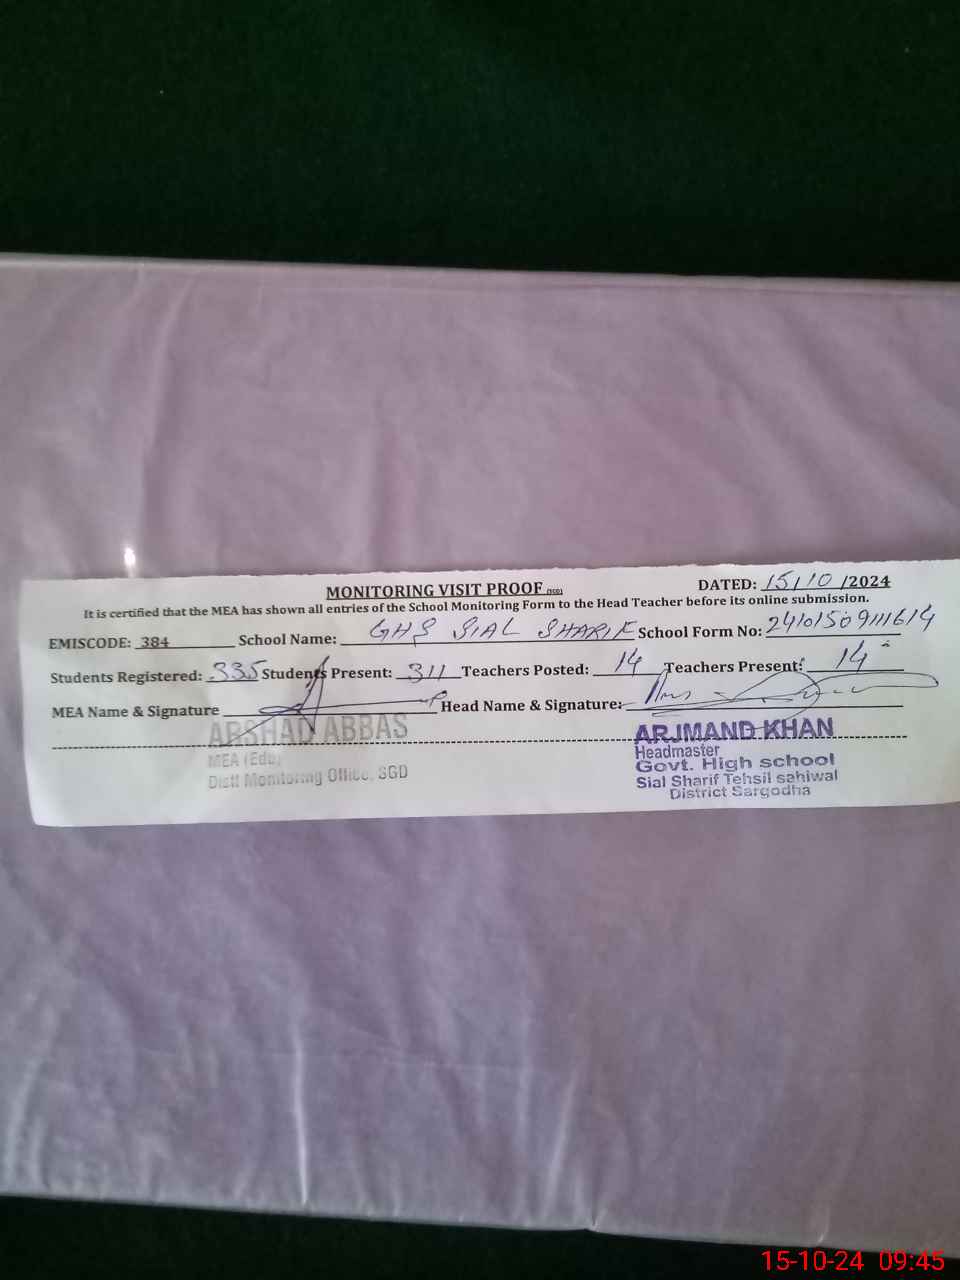 MONITORING VISIT PROOF
DATED: 15/10/2024
It is certified that the MEA has shown all entries of the School Monitoring Form to the Head Teacher before its online submission.
EMISCODE: 384 School Name: GHS SIAL SHARIF School Form No:
Students Registered: 335 Students Present: 311 Teachers Posted: 14 Teachers Present: 14
MEA Name & Signature Head Name & Signature:
ARSHAD ABBAS
MEA (Edu)
Distt Monitoring Office, SGD
ARJMAND KHAN
Headmaster
Govt. High school
Sial Sharif Tehsil sahiwal
District Sargodha
15-10-24 09:45